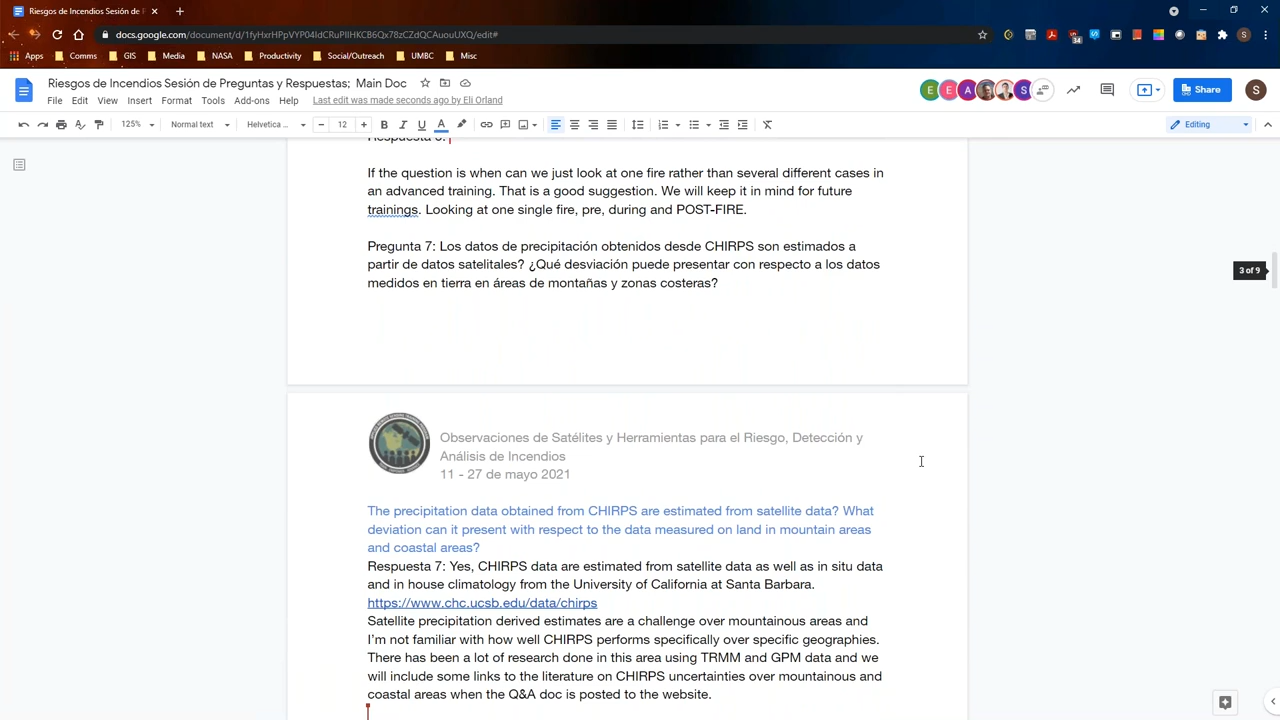 Riesgos de Incendios Sesión de F
docs.google.com/document/d/1fyHxrHPpVYP04IdCRuPIIHKCB6Qx78zCZdQCAuouUXQ/edit#
Apps Comms GIS Media NASA Productivity Social/Outreach UMBC Misc
Riesgos de Incendios Sesión de Preguntas y Respuestas; Main Doc
File Edit View Insert Format Tools Add-ons Help Last edit was made seconds ago by Eli Orland
E E A S Share S
125% Normal text Helvetica ... 12 Editing
If the question is when can we just look at one fire rather than several different cases in
an advanced training. That is a good suggestion. We will keep it in mind for future
trainings. Looking at one single fire, pre, during and POST-FIRE.
Pregunta 7: Los datos de precipitación obtenidos desde CHIRPS son estimados a
partir de datos satelitales? ¿Qué desviación puede presentar con respecto a los datos
medidos en tierra en áreas de montañas y zonas costeras?
3 of 9
Observaciones de Satélites y Herramientas para el Riesgo, Detección y
Análisis de Incendios
11 - 27 de mayo 2021
The precipitation data obtained from CHIRPS are estimated from satellite data? What
deviation can it present with respect to the data measured on land in mountain areas
and coastal areas?
Respuesta 7: Yes, CHIRPS data are estimated from satellite data as well as in situ data
and in house climatology from the University of California at Santa Barbara.
https://www.chc.ucsb.edu/data/chirps
Satellite precipitation derived estimates are a challenge over mountainous areas and
I'm not familiar with how well CHIRPS performs specifically over specific geographies.
There has been a lot of research done in this area using TRMM and GPM data and we
will include some links to the literature on CHIRPS uncertainties over mountainous and
coastal areas when the Q&A doc is posted to the website.